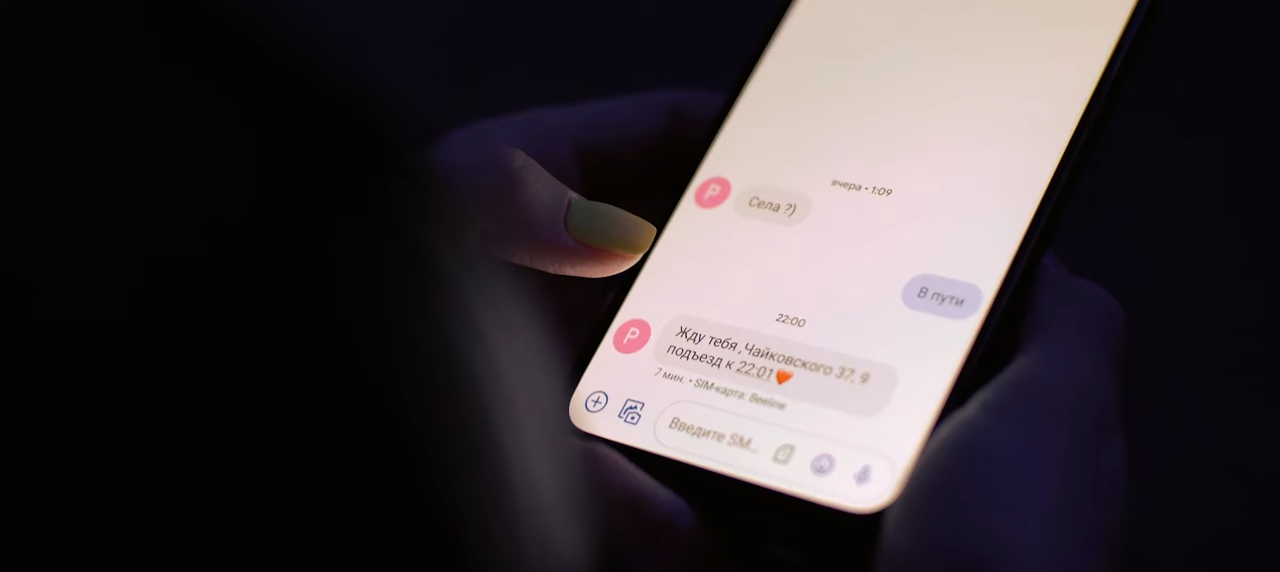 вчера • 1:09
Р
Села ?)
В пути
22:00
Р
Жду тебя , Чайковского 37, 9
подъезд к 22:01❤️
7 мин. • SIM-карта: Beeline
Введите SM...